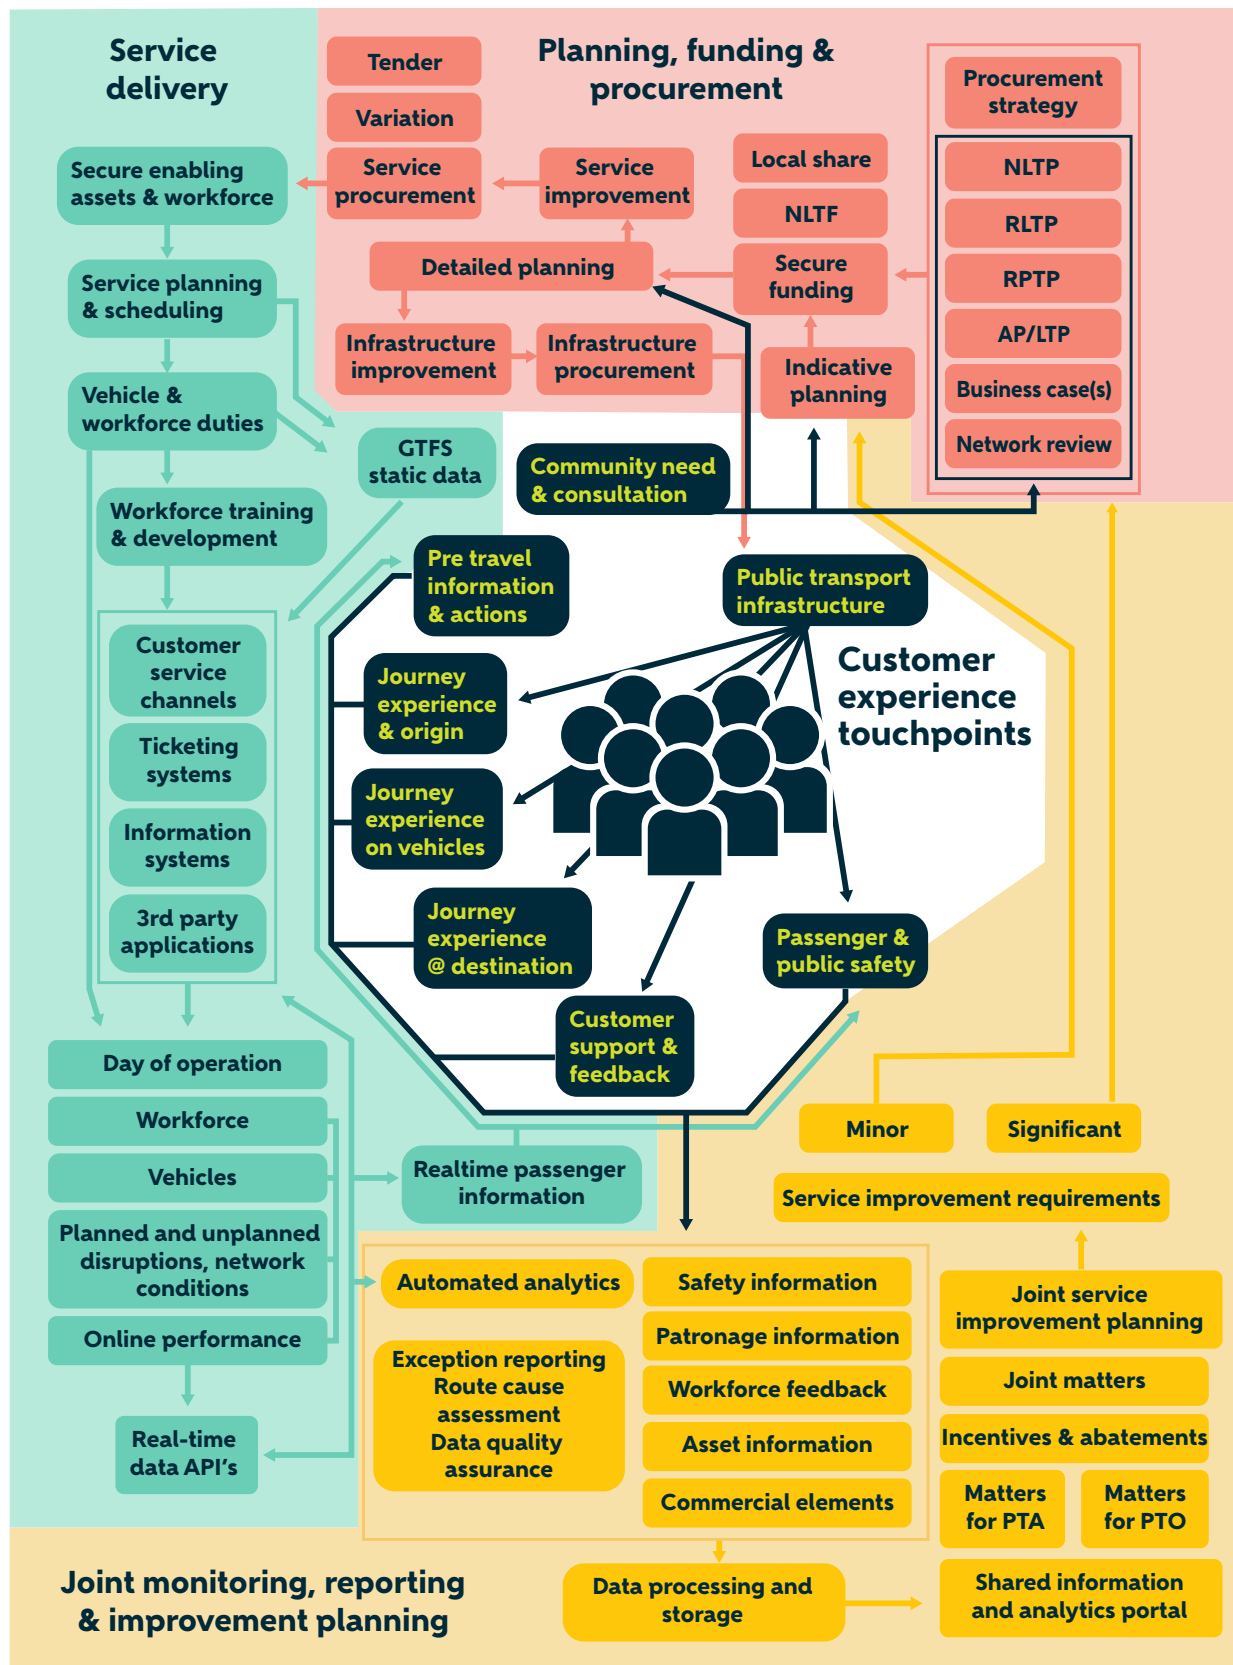 Service
delivery
Planning, funding &
procurement
Tender
Variation
Service
procurement
Service
improvement
Local share
NLTF
Secure
funding
Detailed planning
Infrastructure
improvement
Infrastructure
procurement
Indicative
planning
Procurement
strategy
NLTP
RLTP
RPTP
AP/LTP
Business case(s)
Network review
Secure enabling
assets & workforce
Service planning
& scheduling
Vehicle &
workforce duties
GTFS
static data
Workforce training
& development
Customer
service
channels
Ticketing
systems
Information
systems
3rd party
applications
Day of operation
Workforce
Vehicles
Planned and unplanned
disruptions, network
conditions
Online performance
Real-time
data API's
Realtime passenger
information
Community need
& consultation
Pre travel
information
& actions
Public transport
infrastructure
Journey
experience
& origin
Customer
experience
touchpoints
Journey
experience
on vehicles
Journey
experience
@ destination
Passenger &
public safety
Customer
support &
feedback
Minor
Significant
Service improvement requirements
Automated analytics
Exception reporting
Route cause
assessment
Data quality
assurance
Safety information
Patronage information
Workforce feedback
Asset information
Commercial elements
Joint service
improvement planning
Joint matters
Incentives & abatements
Matters
for PTA
Matters
for PTO
Shared information
and analytics portal
Data processing and
storage
Joint monitoring, reporting
& improvement planning